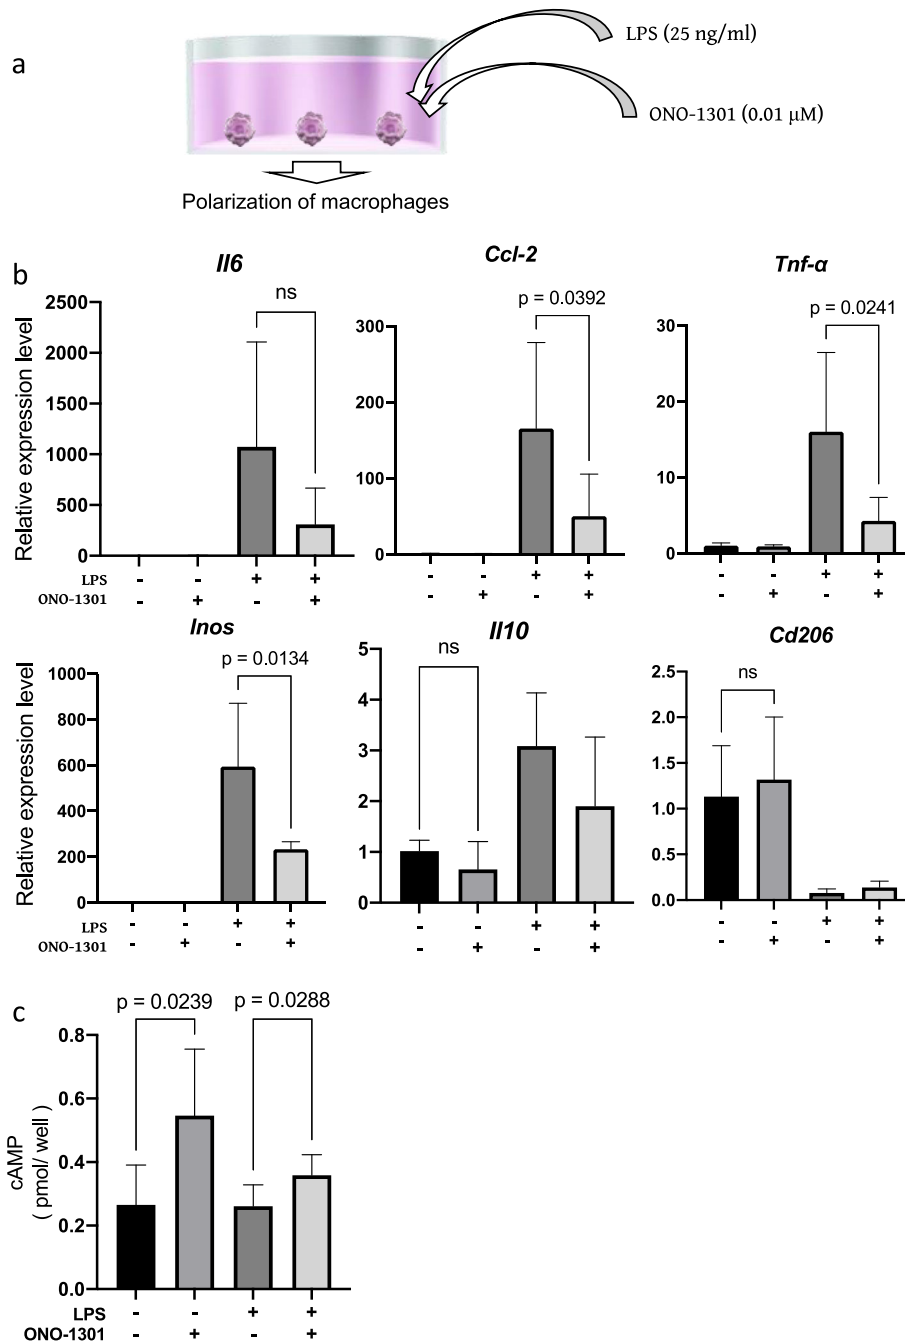 a
LPS (25 ng/ml)
ONO-1301 (0.01 μM)
Polarization of macrophages
b
Il6
Ccl-2
Tnf-α
Relative expression level
2500
2000
1500
1000
500
0
ns
LPS - - + +
ONO-1301 - + - +
300
200
100
0
p = 0.0392
- - + +
- + - +
30
20
10
0
p = 0.0241
- - + +
- + - +
Inos
Il10
Cd206
Relative expression level
1000
800
600
400
200
0
p = 0.0134
LPS - - + +
ONO-1301 - + - +
5
4
3
2
1
0
ns
- - + +
- + - +
2.5
2.0
1.5
1.0
0.5
0.0
ns
- - + +
- + - +
c
p = 0.0239
p = 0.0288
cAMP
( pmol/ well )
0.8
0.6
0.4
0.2
0.0
LPS - - + +
ONO-1301 - + - +